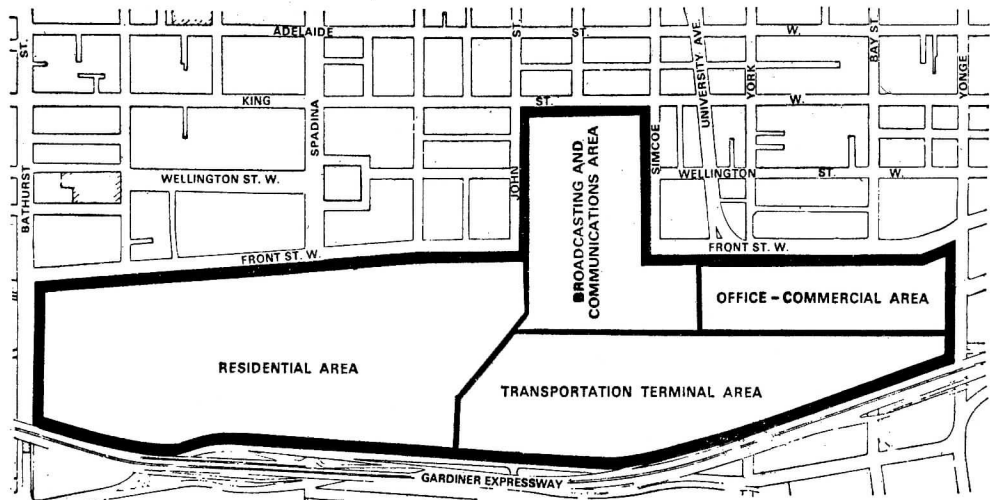 ADELAIDE ST. W.
ST.
ST.
UNIVERSITY AVE.
BAY ST.
KING ST. W.
SPADINA
YORK
YONGE
BATHURST
WELLINGTON ST. W.
JOHN
SIMCOE
WELLINGTON ST. W.
BROADCASTING AND
COMMUNICATIONS AREA
FRONT ST. W.
FRONT ST. W.
OFFICE – COMMERCIAL AREA
RESIDENTIAL AREA
TRANSPORTATION TERMINAL AREA
GARDINER EXPRESSWAY